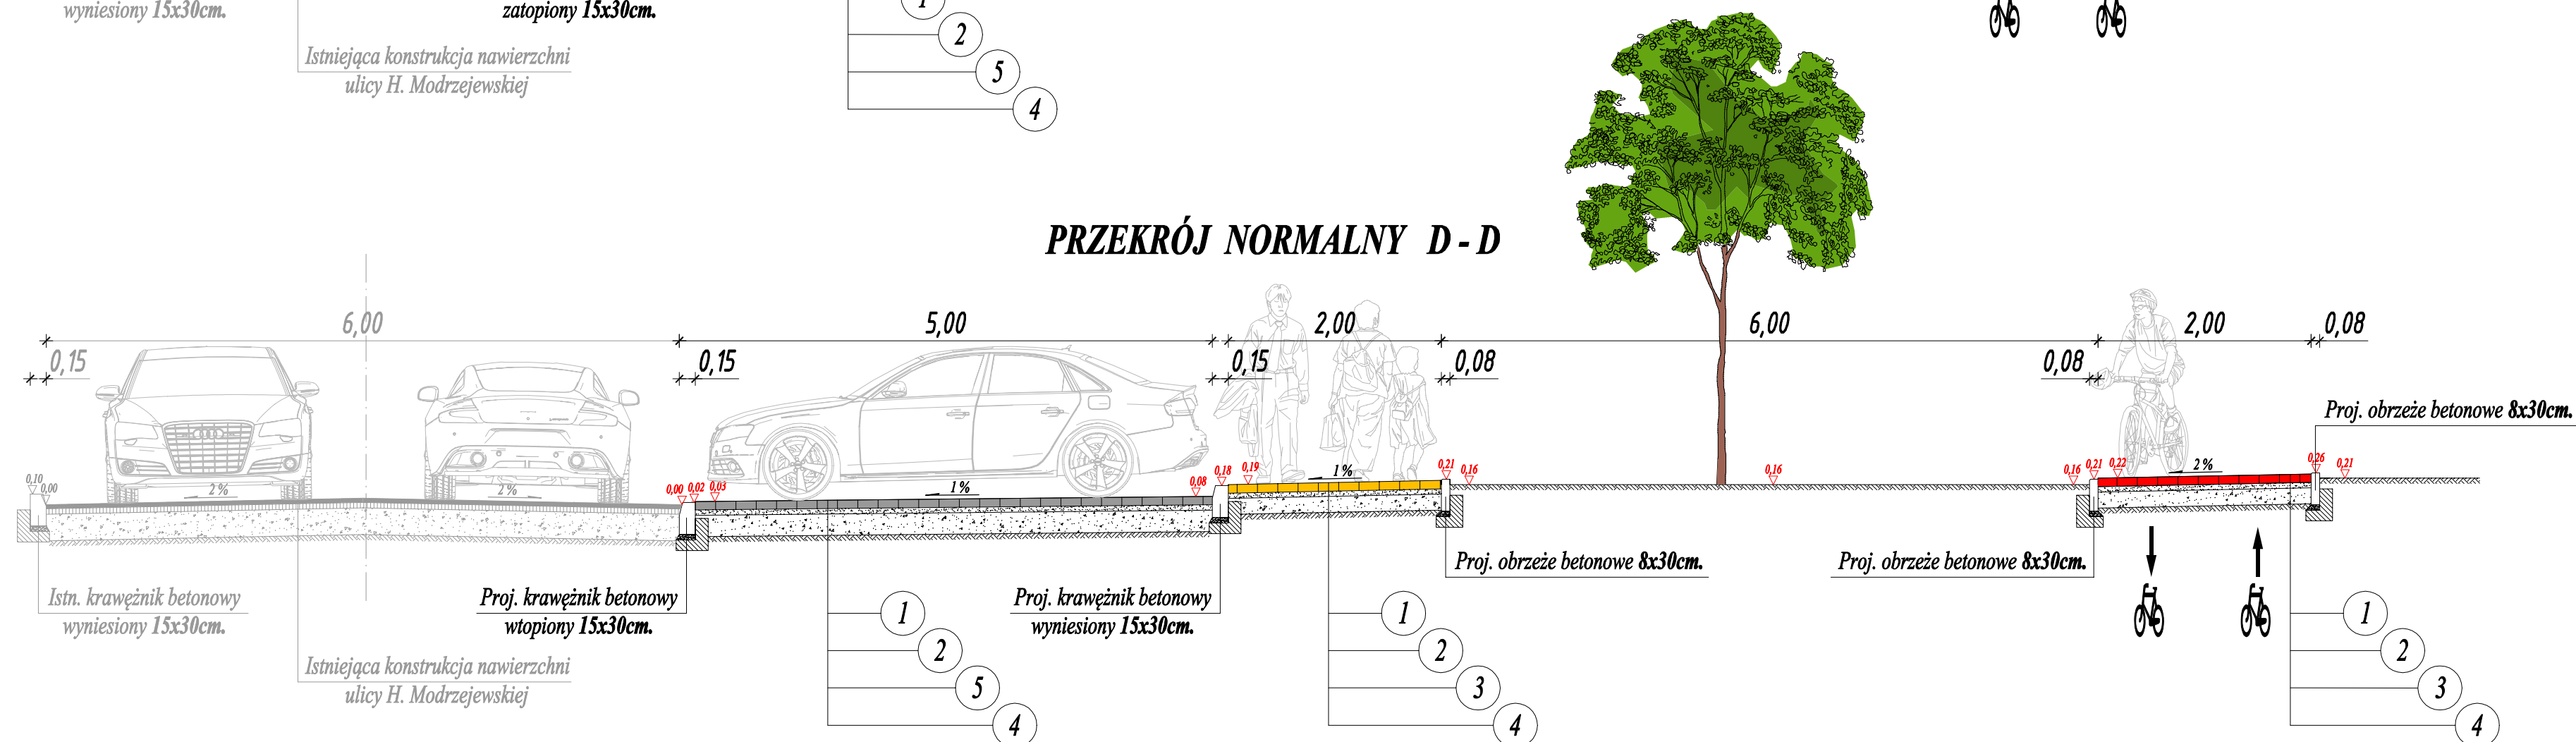 wyniesiony 15x30cm.
zatopiony 15x30cm.
Istniejąca konstrukcja nawierzchni
ulicy H. Modrzejewskiej
1
2
5
4
PRZEKRÓJ NORMALNY D - D
6,00 5,00 2,00 6,00 2,00 0,08
0,15 0,15 0,15 0,08 0,08
Proj. obrzeże betonowe 8x30cm.
0,10 0,00 2% 2% 0,00 0,02 0,03 1% 0,08 0,18 0,19 1% 0,21 0,16 0,16 0,16 0,21 0,22 2% 0,26 0,21
Proj. obrzeże betonowe 8x30cm.
Proj. obrzeże betonowe 8x30cm.
Istn. krawężnik betonowy
wyniesiony 15x30cm.
Proj. krawężnik betonowy
wtopiony 15x30cm.
Proj. krawężnik betonowy
wyniesiony 15x30cm.
Istniejąca konstrukcja nawierzchni
ulicy H. Modrzejewskiej
1
2
5
4
1
2
3
4
1
2
3
4